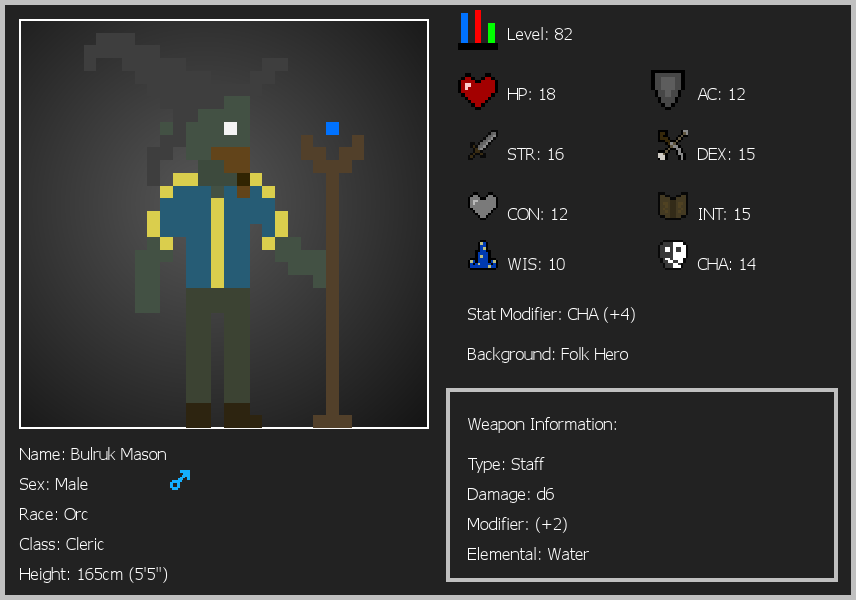 Level: 82
HP: 18
AC: 12
STR: 16
DEX: 15
CON: 12
INT: 15
WIS: 10
CHA: 14
Stat Modifier: CHA (+4)
Background: Folk Hero
Weapon Information:
Type: Staff
Damage: d6
Modifier: (+2)
Elemental: Water
Name: Bulruk Mason
Sex: Male
Race: Orc
Class: Cleric
Height: 165cm (5'5")